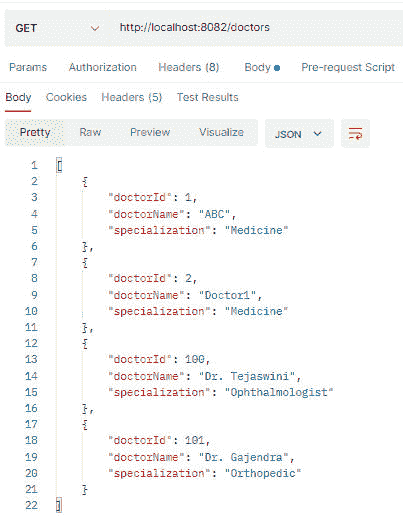 GET http://localhost:8082/doctors
Params Authorization Headers (8) Body Pre-request Script
Body Cookies Headers (5) Test Results
Pretty Raw Preview Visualize JSON
1 [
2 {
3 "doctorId": 1,
4 "doctorName": "ABC",
5 "specialization": "Medicine"
6 },
7 {
8 "doctorId": 2,
9 "doctorName": "Doctor1",
10 "specialization": "Medicine"
11 },
12 {
13 "doctorId": 100,
14 "doctorName": "Dr. Tejaswini",
15 "specialization": "Ophthalmologist"
16 },
17 {
18 "doctorId": 101,
19 "doctorName": "Dr. Gajendra",
20 "specialization": "Orthopedic"
21 }
22 ]